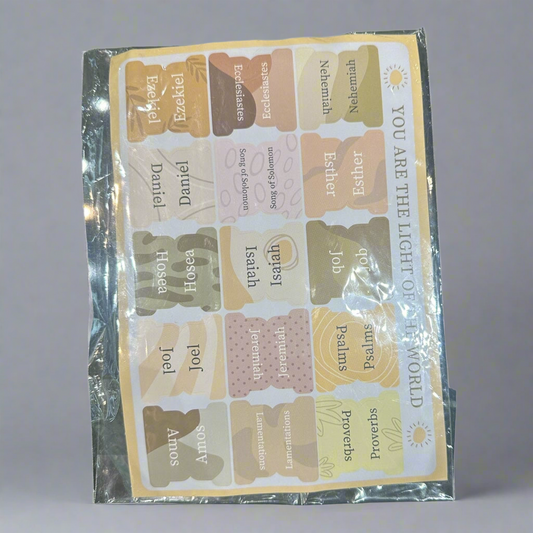 YOU ARE THE LIGHT OF THE WORLD
Nehemiah
Nehemiah
Esther
Esther
Job
Job
Psalms
Psalms
Proverbs
Proverbs
Ecclesiastes
Ecclesiastes
Song of Solomon
Song of Solomon
Isaiah
Isaiah
Jeremiah
Jeremiah
Lamentations
Lamentations
Ezekiel
Ezekiel
Daniel
Daniel
Hosea
Hosea
Joel
Joel
Amos
Amos